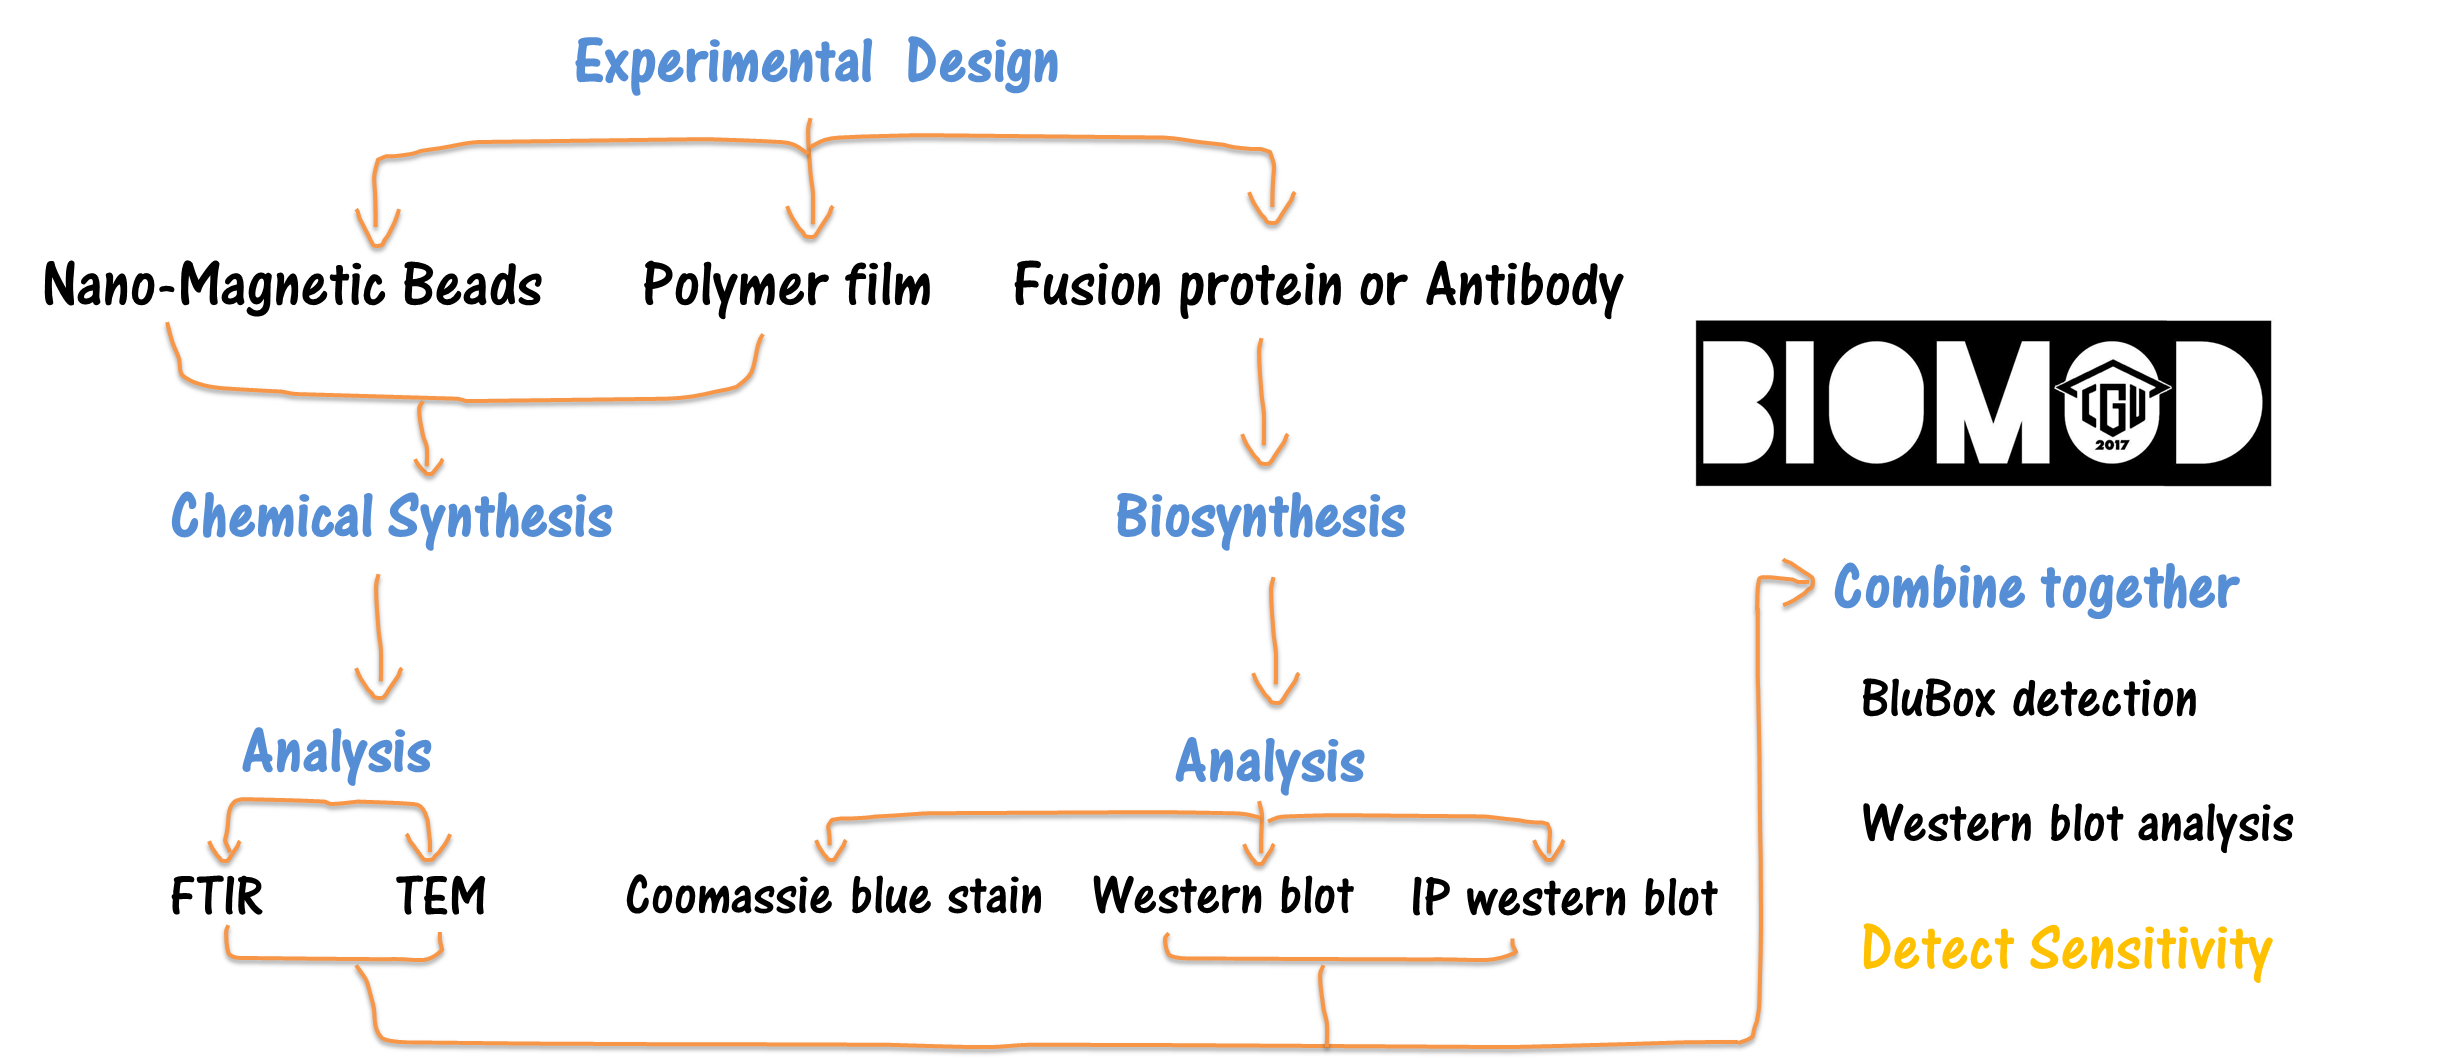 Experimental Design
Nano-Magnetic Beads
Polymer film
Fusion protein or Antibody
BIOMOD
CGU
2017
Chemical Synthesis
Biosynthesis
Combine together
BluBox detection
Analysis
Analysis
Western blot analysis
FTIR
TEM
Coomassie blue stain
Western blot
IP western blot
Detect Sensitivity